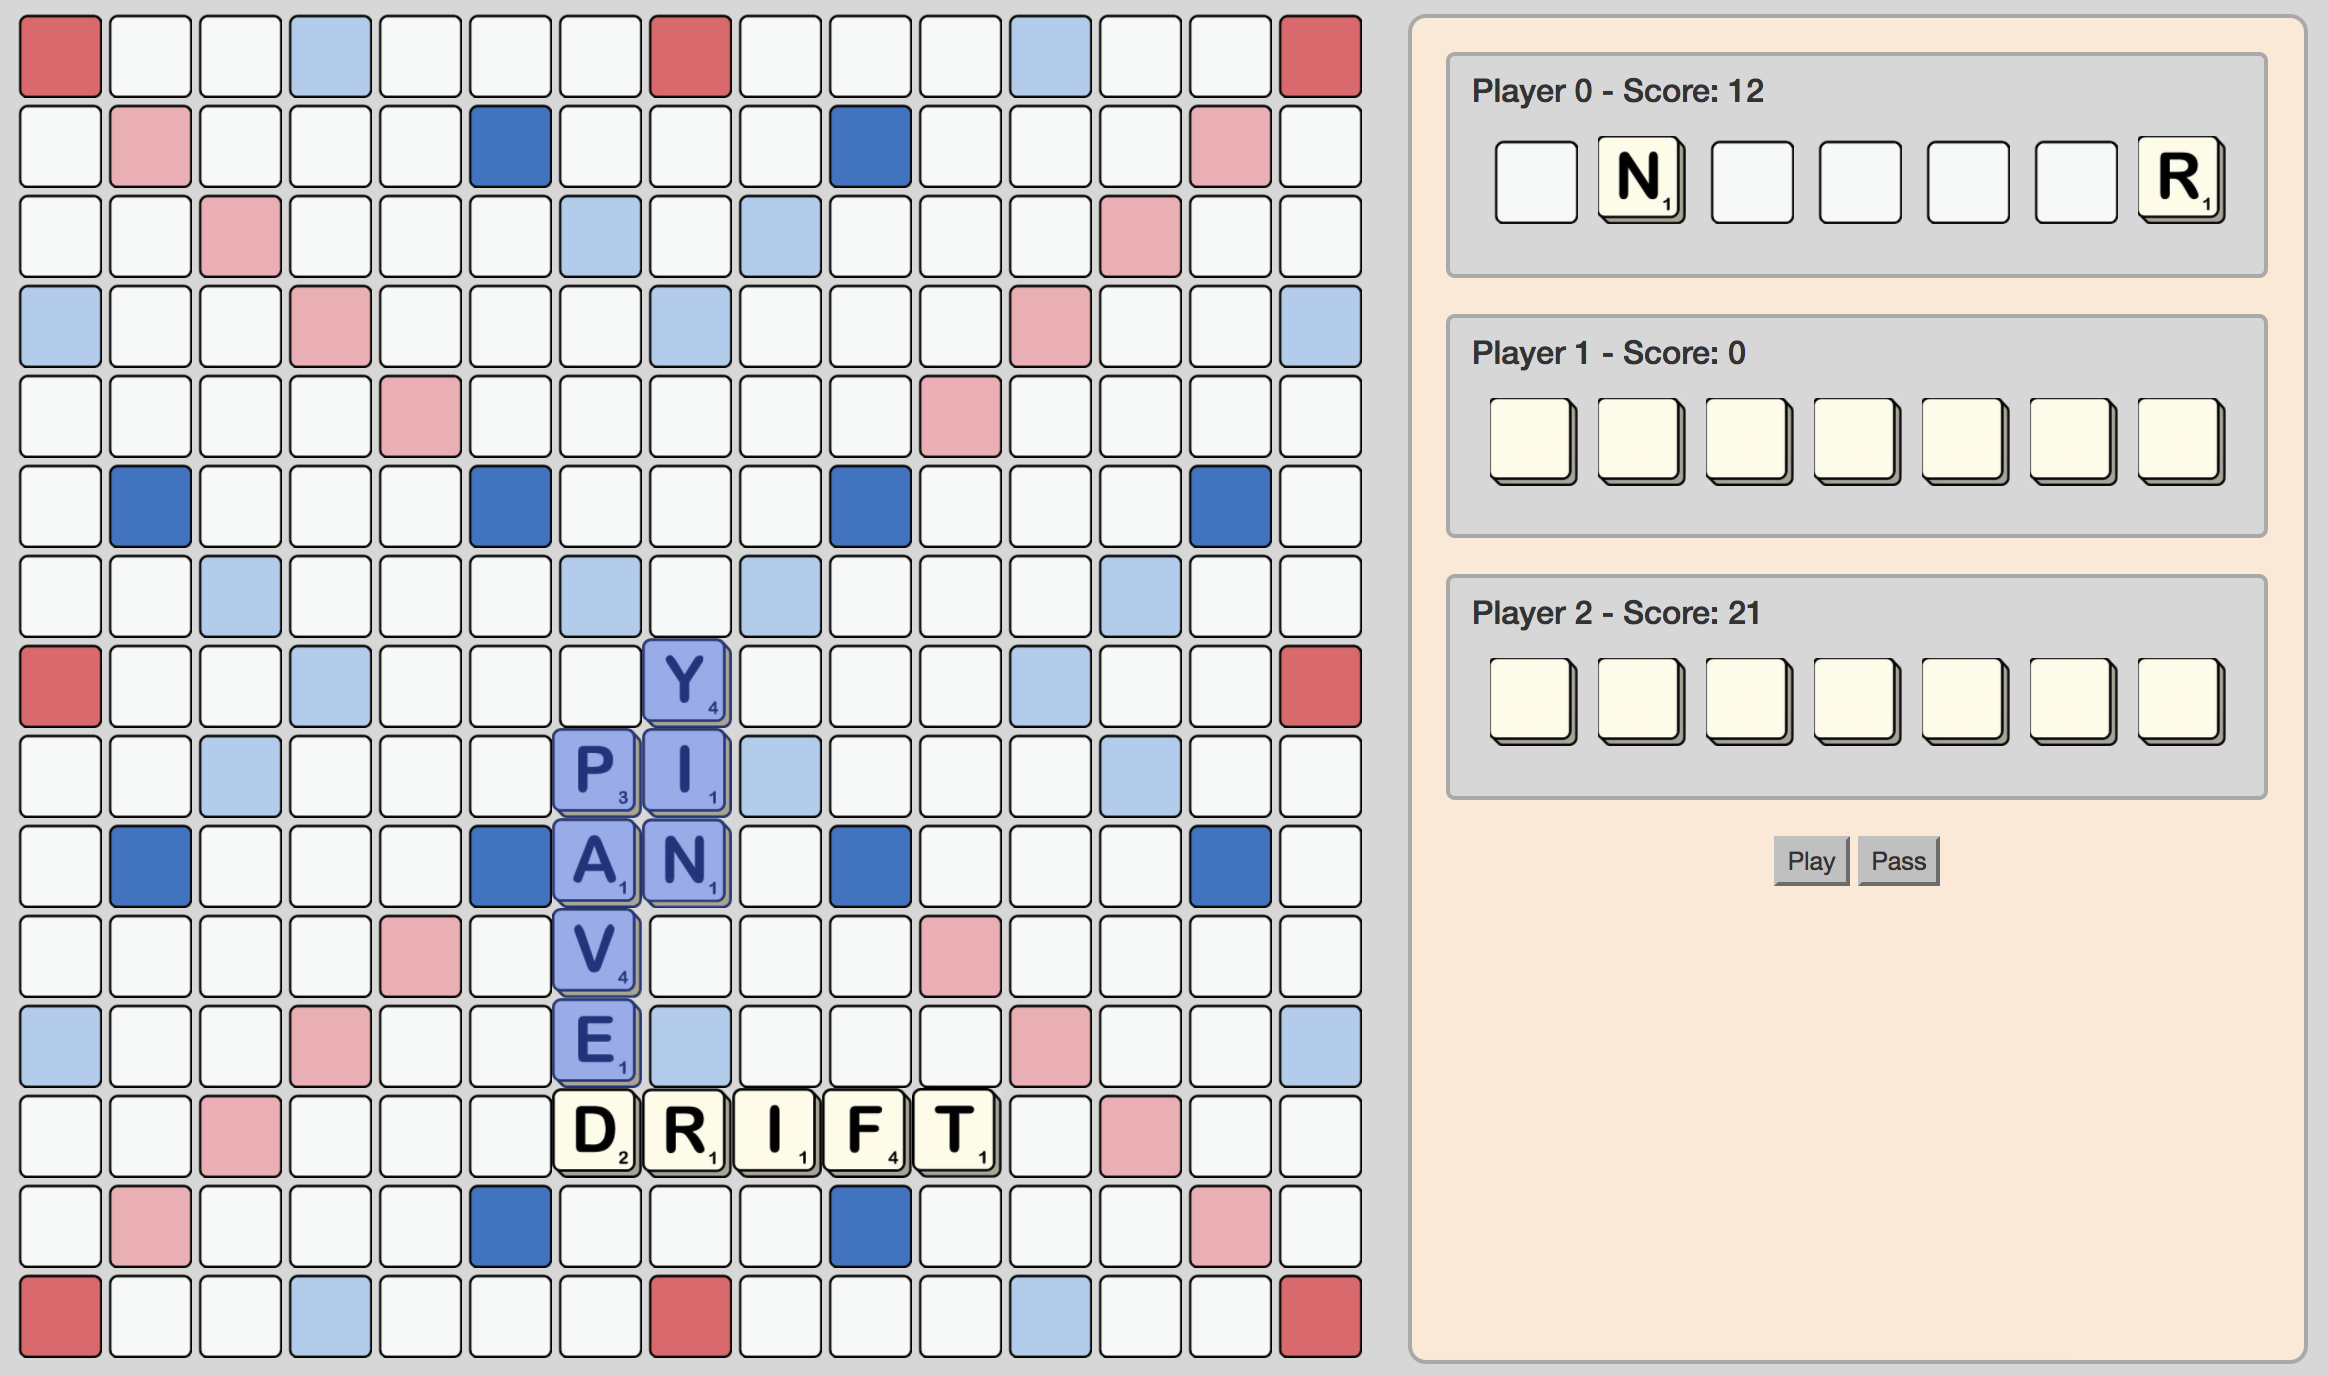 Player 0 - Score: 12
N1 R1
Player 1 - Score: 0
Player 2 - Score: 21
Play Pass
Y4
P3 I1
A1 N1
V4
E1
D2 R1 I1 F4 T1